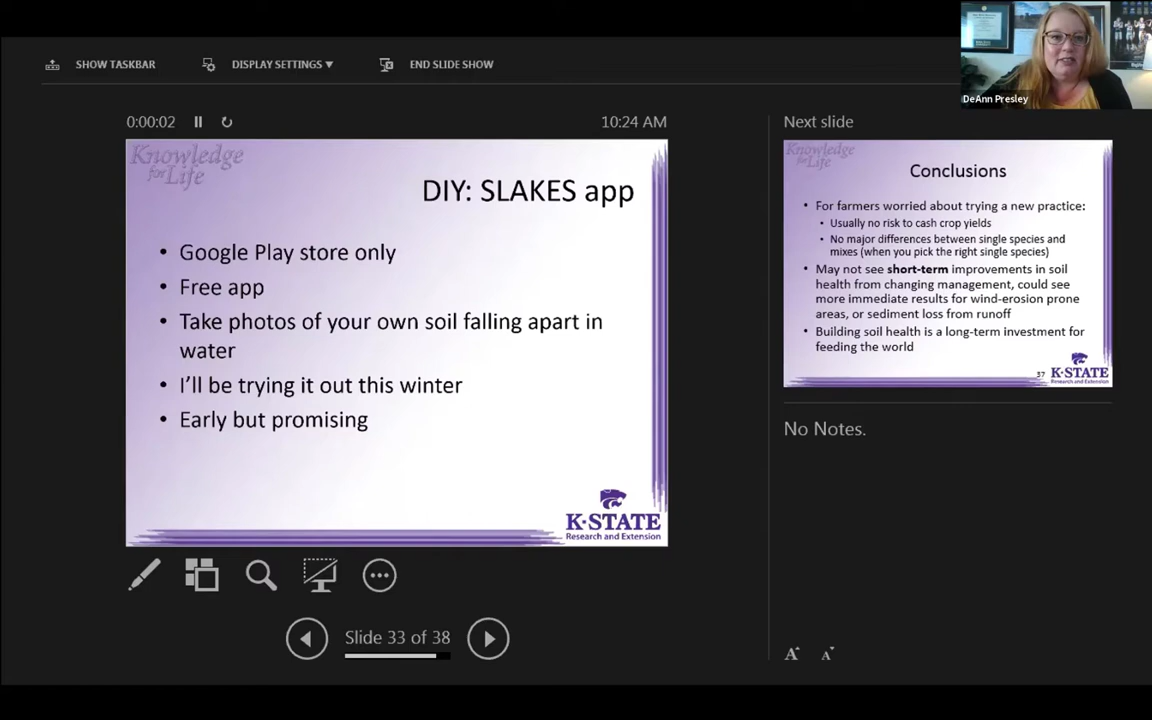 SHOW TASKBAR
DISPLAY SETTINGS ▼
END SLIDE SHOW
DeAnn Presley
0:00:02
10:24 AM
Knowledge
for Life
DIY: SLAKES app
• Google Play store only
• Free app
• Take photos of your own soil falling apart in
water
• I'll be trying it out this winter
• Early but promising
K·STATE
Research and Extension
Slide 33 of 38
Next slide
Knowledge
for Life
Conclusions
• For farmers worried about trying a new practice:
• Usually no risk to cash crop yields
• No major differences between single species and
mixes (when you pick the right single species)
• May not see short-term improvements in soil
health from changing management, could see
more immediate results for wind-erosion prone
areas, or sediment loss from runoff
• Building soil health is a long-term investment for
feeding the world
37
K·STATE
Research and Extension
No Notes.
A A